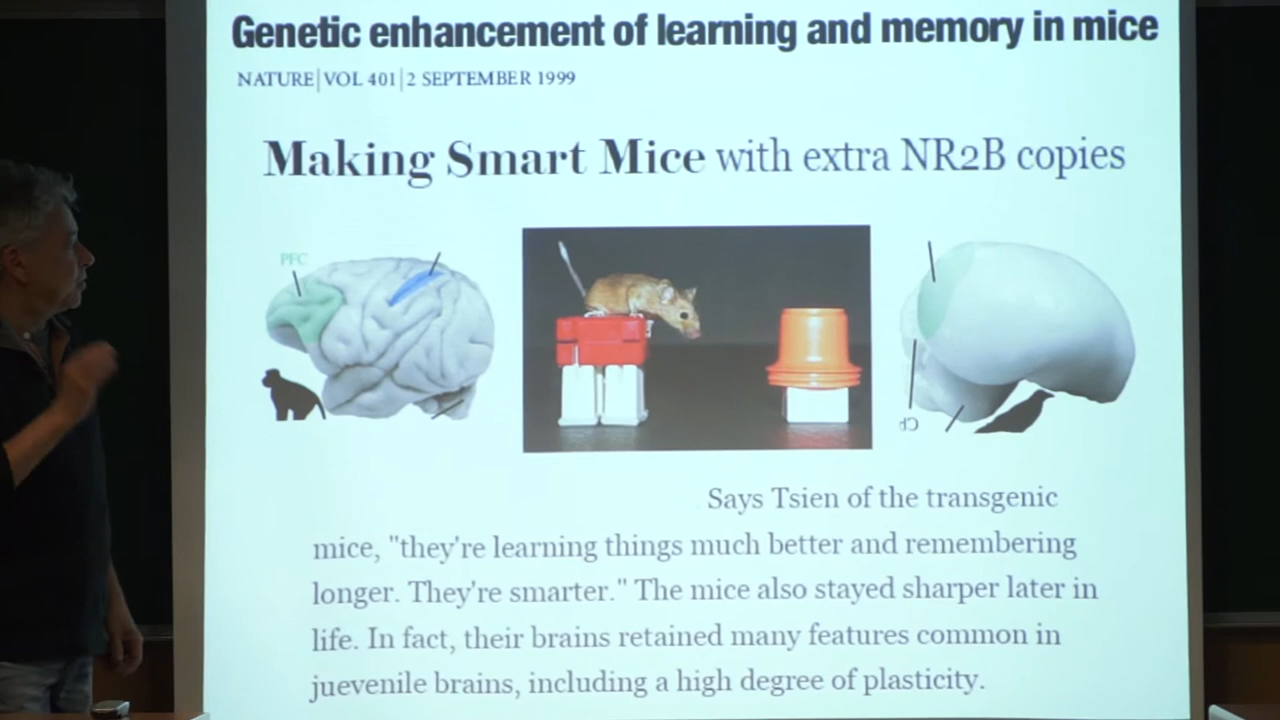 Genetic enhancement of learning and memory in mice
NATURE|VOL 401|2 SEPTEMBER 1999
Making Smart Mice with extra NR2B copies
PFC
CP
Says Tsien of the transgenic
mice, "they're learning things much better and remembering
longer. They're smarter." The mice also stayed sharper later in
life. In fact, their brains retained many features common in
juevenile brains, including a high degree of plasticity.